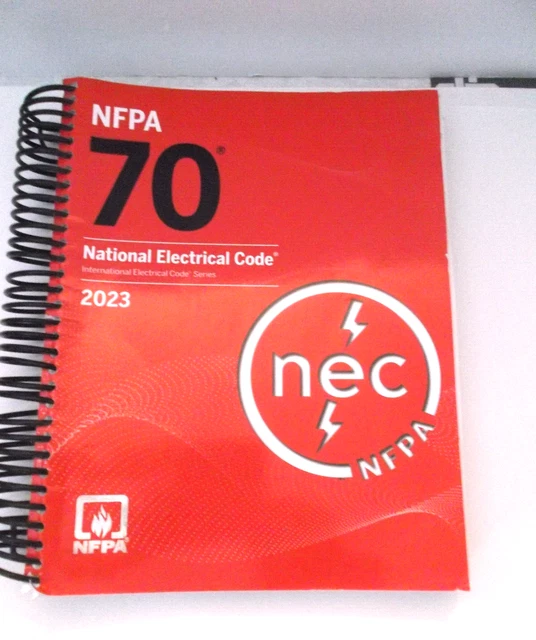 NFPA
70®
National Electrical Code®
International Electrical Code® Series
2023
nec
NFPA
NFPA